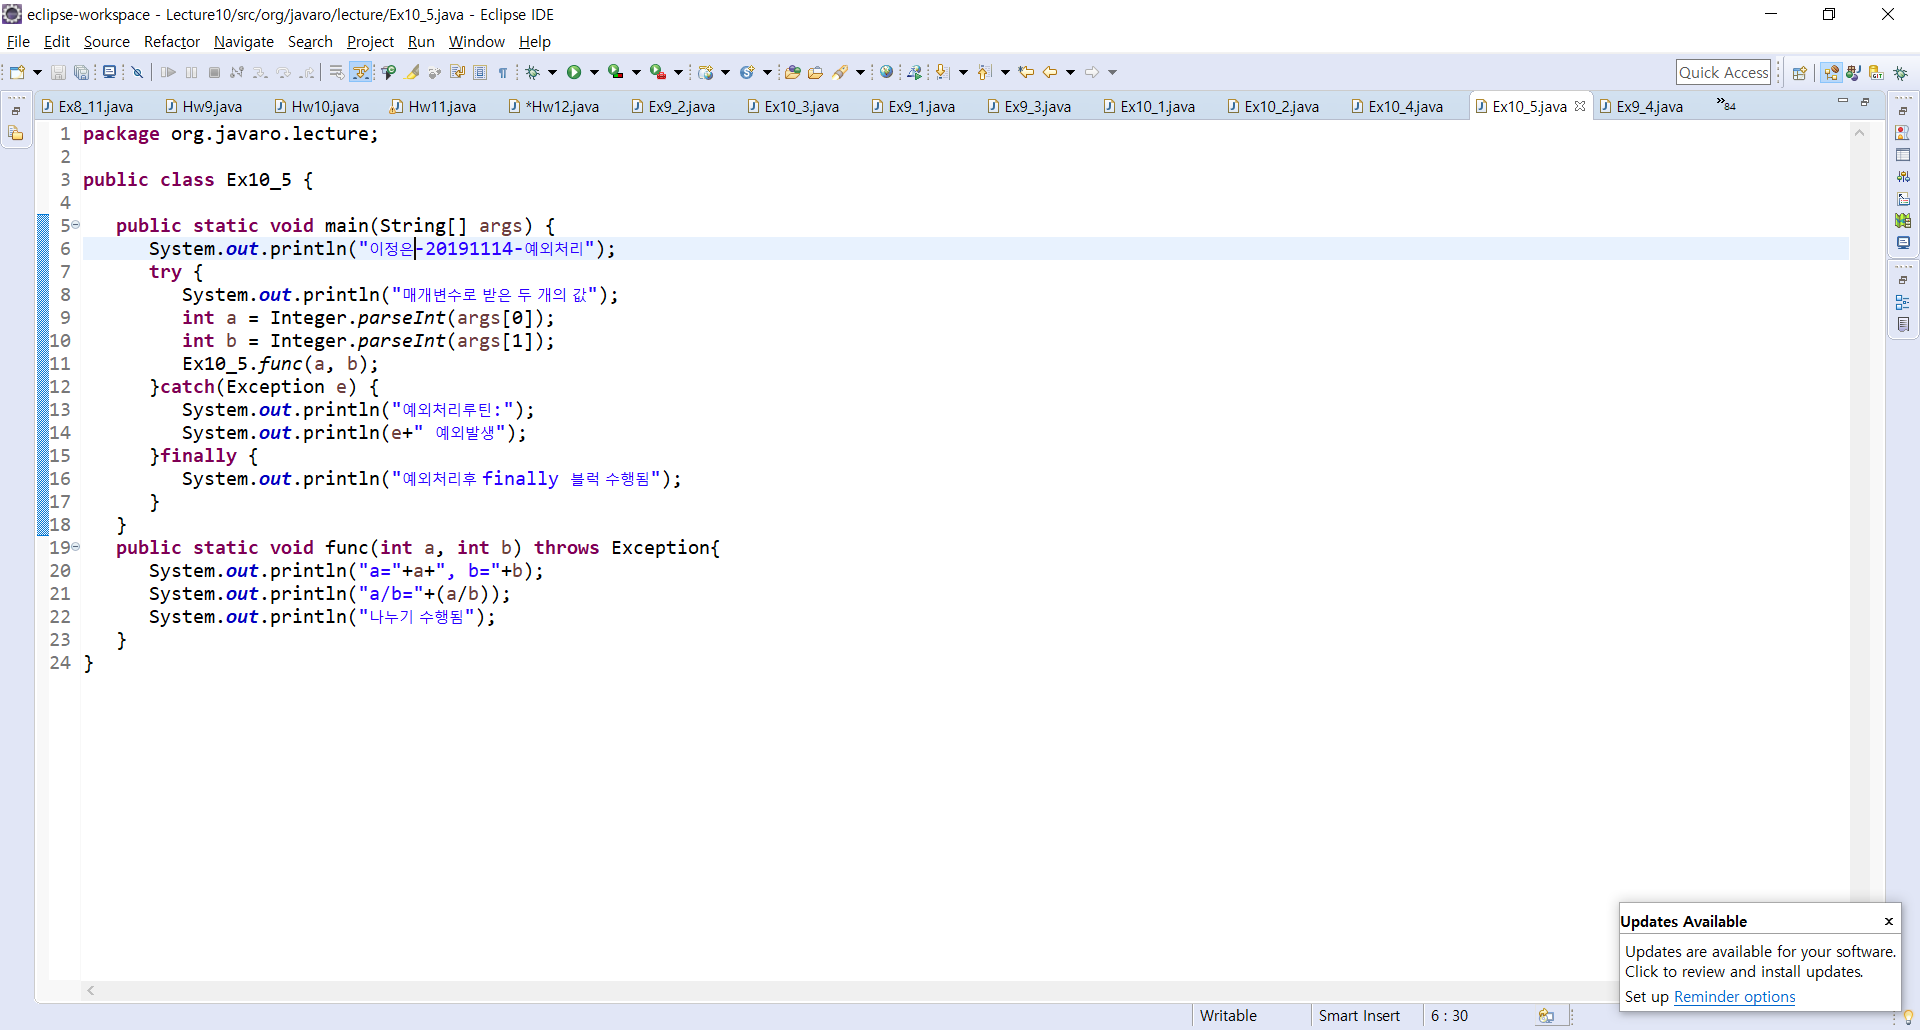 eclipse-workspace - Lecture10/src/org/javaro/lecture/Ex10_5.java - Eclipse IDE
File Edit Source Refactor Navigate Search Project Run Window Help
Quick Access
Ex8_11.java Hw9.java Hw10.java Hw11.java *Hw12.java Ex9_2.java Ex10_3.java Ex9_1.java Ex9_3.java Ex10_1.java Ex10_2.java Ex10_4.java Ex10_5.java Ex9_4.java »84
1 package org.javaro.lecture;
2
3 public class Ex10_5 {
4
5 public static void main(String[] args) {
6 System.out.println("이정은-20191114-예외처리");
7 try {
8 System.out.println("매개변수로 받은 두 개의 값");
9 int a = Integer.parseInt(args[0]);
10 int b = Integer.parseInt(args[1]);
11 Ex10_5.func(a, b);
12 }catch(Exception e) {
13 System.out.println("예외처리루틴:");
14 System.out.println(e+" 예외발생");
15 }finally {
16 System.out.println("예외처리후 finally 블럭 수행됨");
17 }
18 }
19 public static void func(int a, int b) throws Exception{
20 System.out.println("a="+a+", b="+b);
21 System.out.println("a/b="+(a/b));
22 System.out.println("나누기 수행됨");
23 }
24 }
Updates Available x
Updates are available for your software.
Click to review and install updates.
Set up Reminder options
Writable Smart Insert 6 : 30